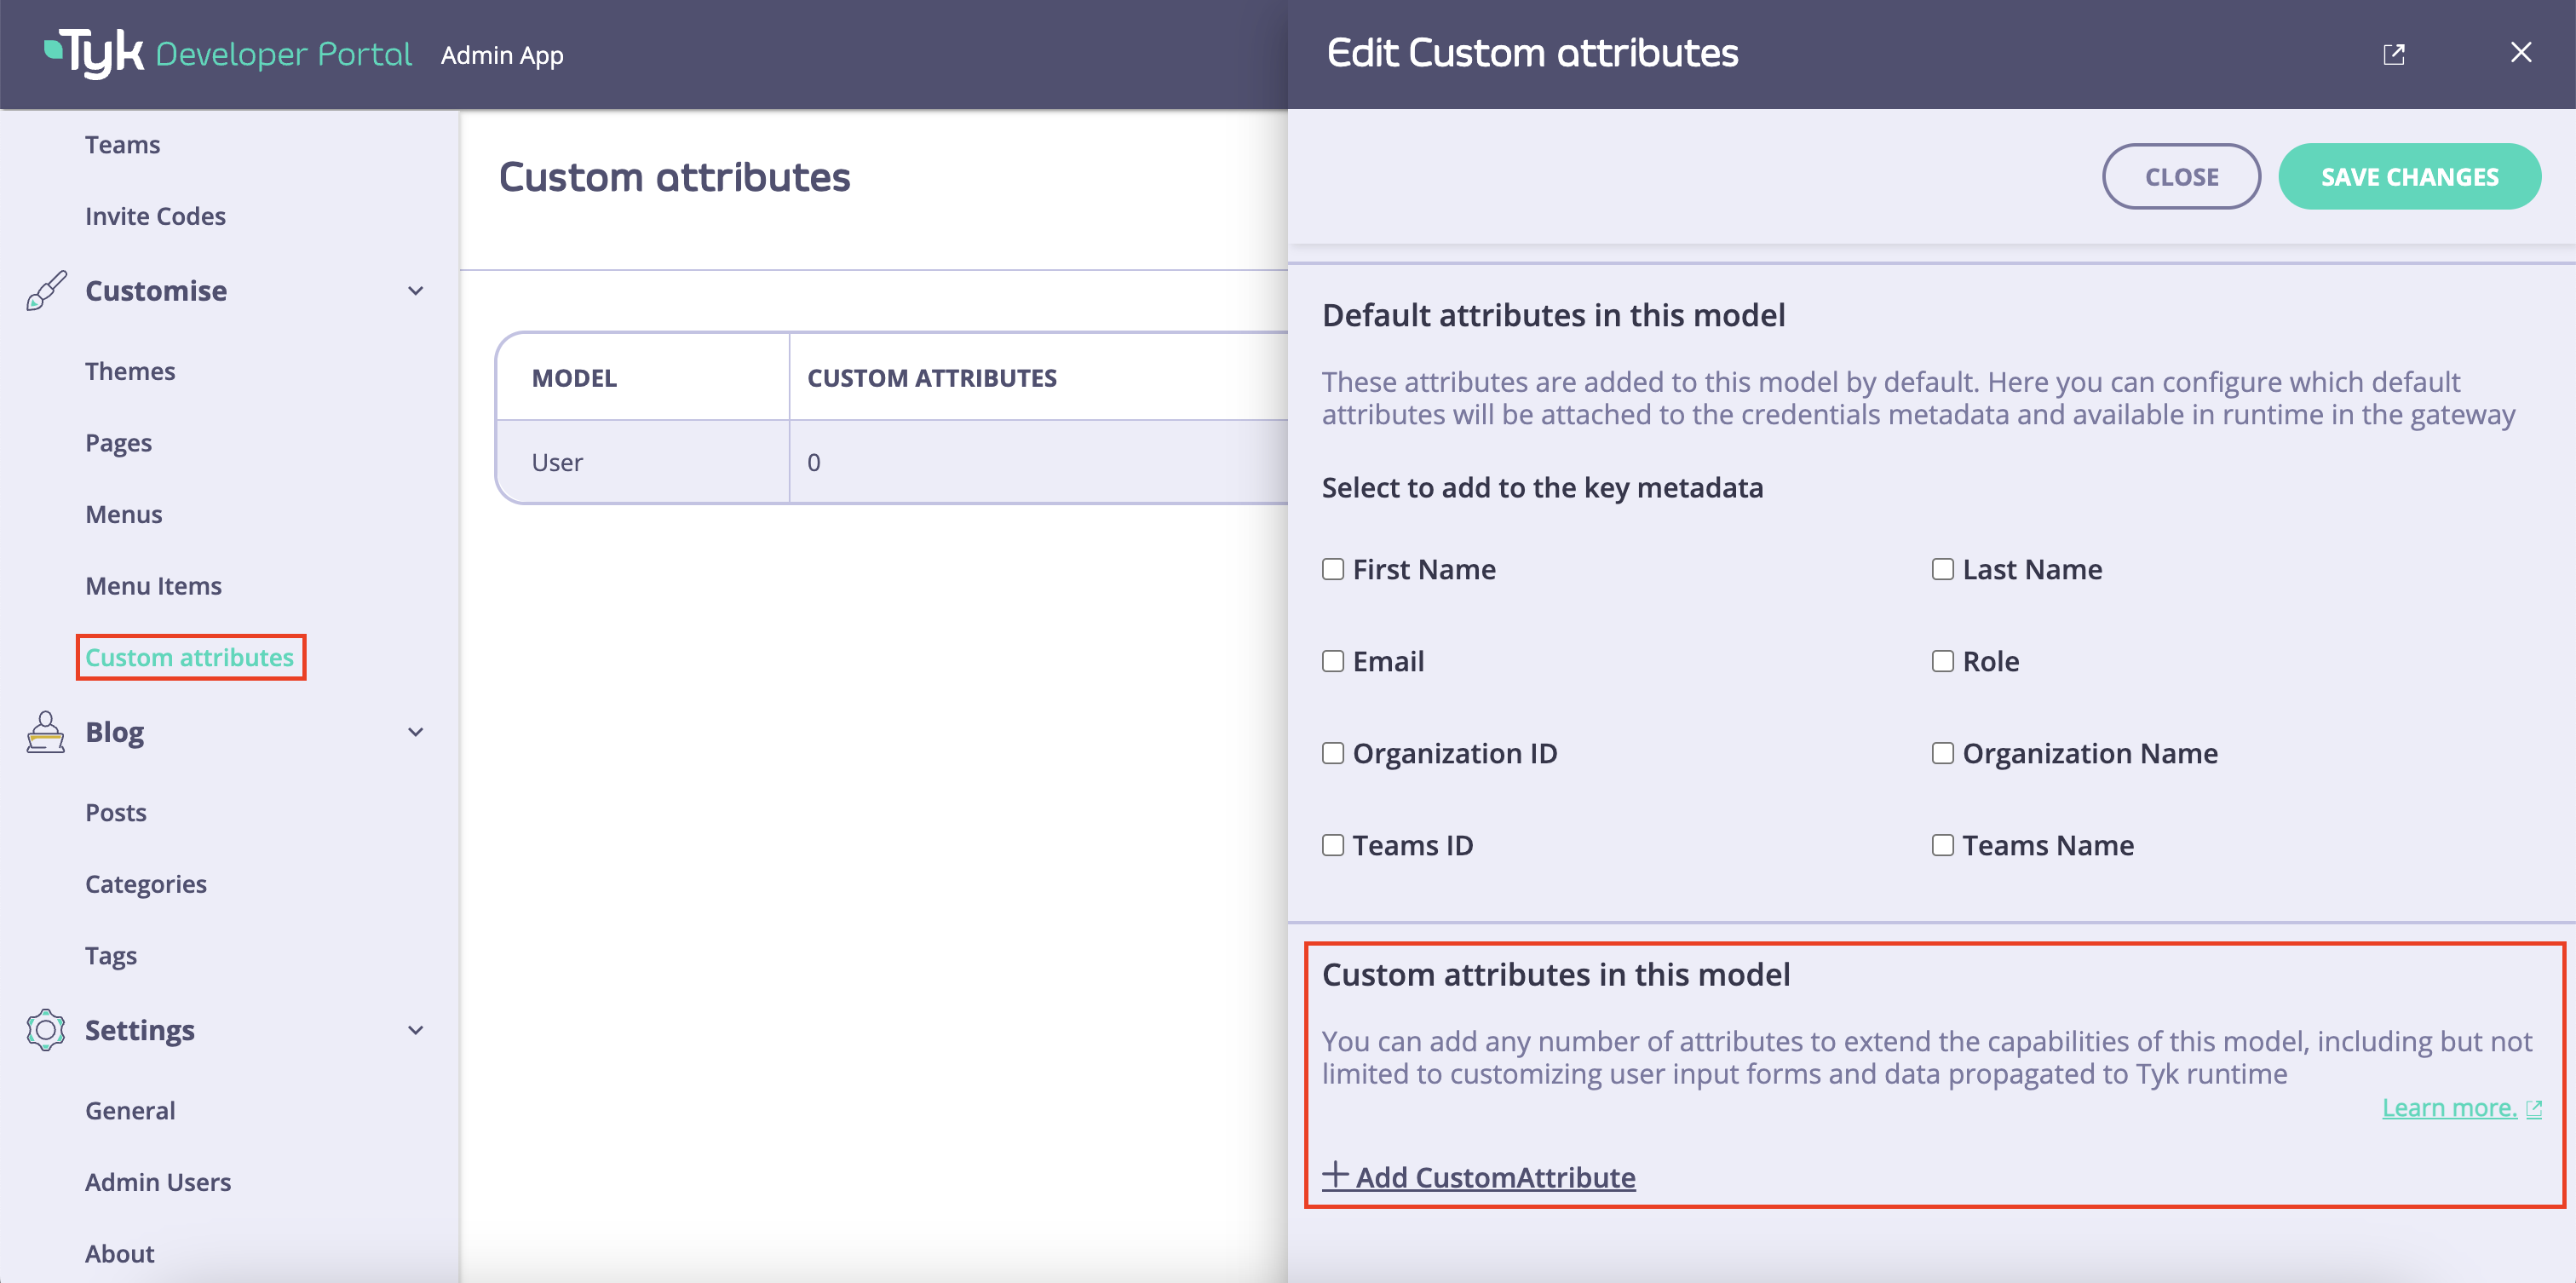 Tyk Developer Portal Admin App
Teams
Invite Codes
Customise
Themes
Pages
Menus
Menu Items
Custom attributes
Blog
Posts
Categories
Tags
Settings
General
Admin Users
About
Custom attributes
MODEL CUSTOM ATTRIBUTES
User 0
Edit Custom attributes
CLOSE SAVE CHANGES
Default attributes in this model
These attributes are added to this model by default. Here you can configure which default
attributes will be attached to the credentials metadata and available in runtime in the gateway
Select to add to the key metadata
First Name Last Name
Email Role
Organization ID Organization Name
Teams ID Teams Name
Custom attributes in this model
You can add any number of attributes to extend the capabilities of this model, including but not
limited to customizing user input forms and data propagated to Tyk runtime
Learn more.
Add CustomAttribute